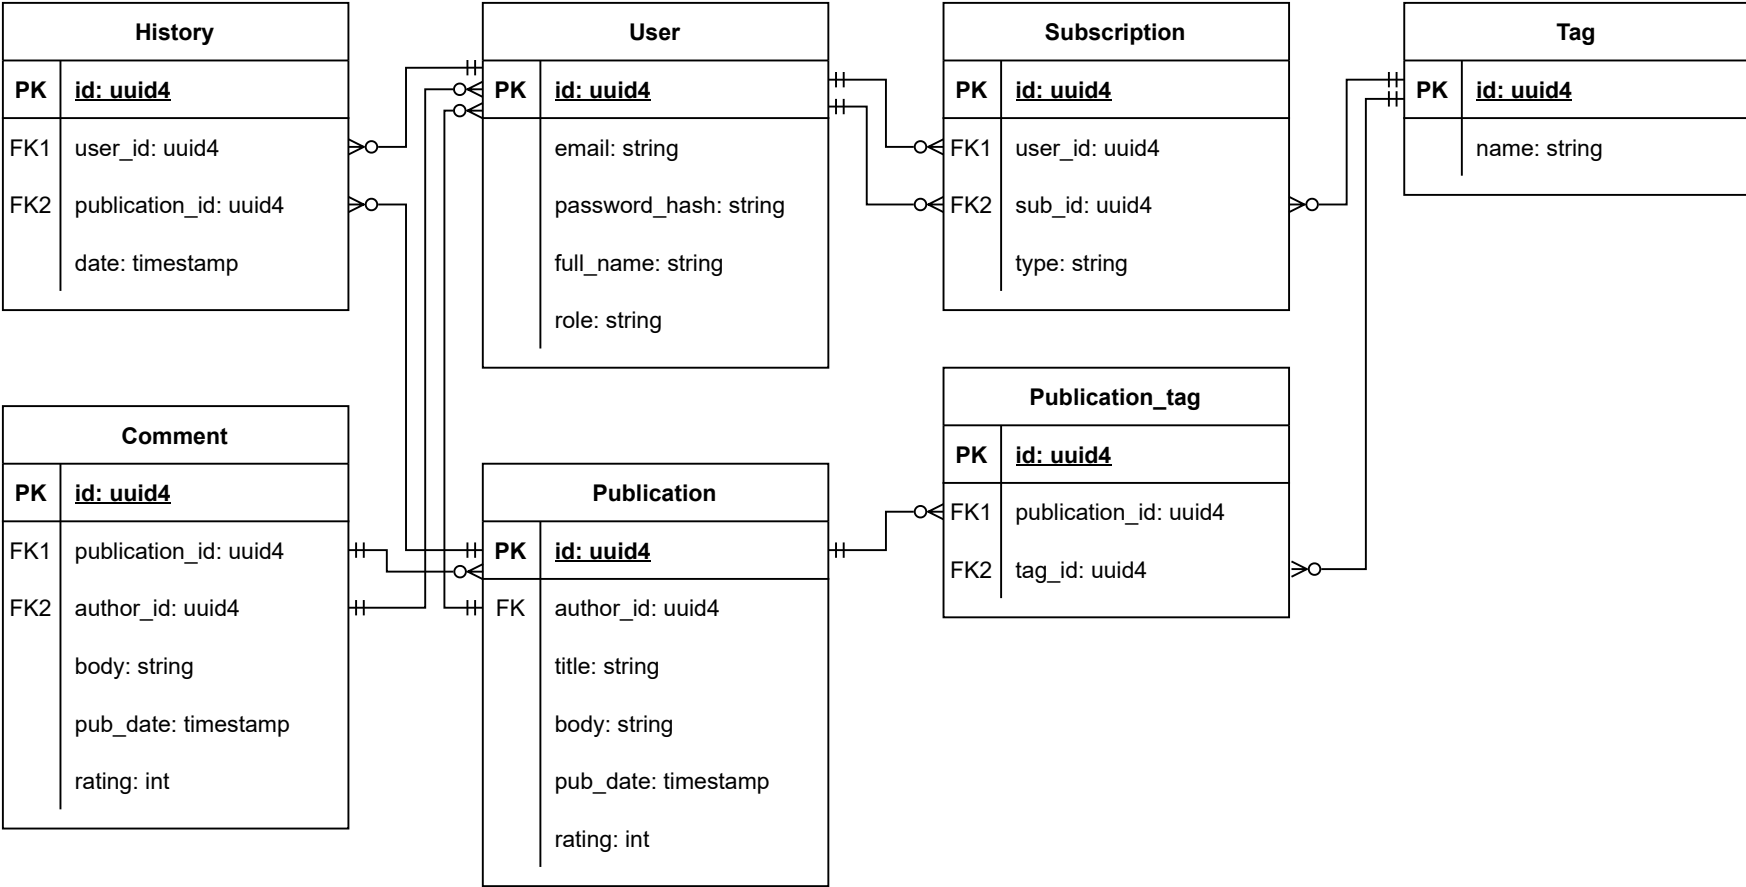 History
PK id: uuid4
FK1 user_id: uuid4
FK2 publication_id: uuid4
date: timestamp
User
PK id: uuid4
email: string
password_hash: string
full_name: string
role: string
Subscription
PK id: uuid4
FK1 user_id: uuid4
FK2 sub_id: uuid4
type: string
Tag
PK id: uuid4
name: string
Comment
PK id: uuid4
FK1 publication_id: uuid4
FK2 author_id: uuid4
body: string
pub_date: timestamp
rating: int
Publication
PK id: uuid4
FK author_id: uuid4
title: string
body: string
pub_date: timestamp
rating: int
Publication_tag
PK id: uuid4
FK1 publication_id: uuid4
FK2 tag_id: uuid4